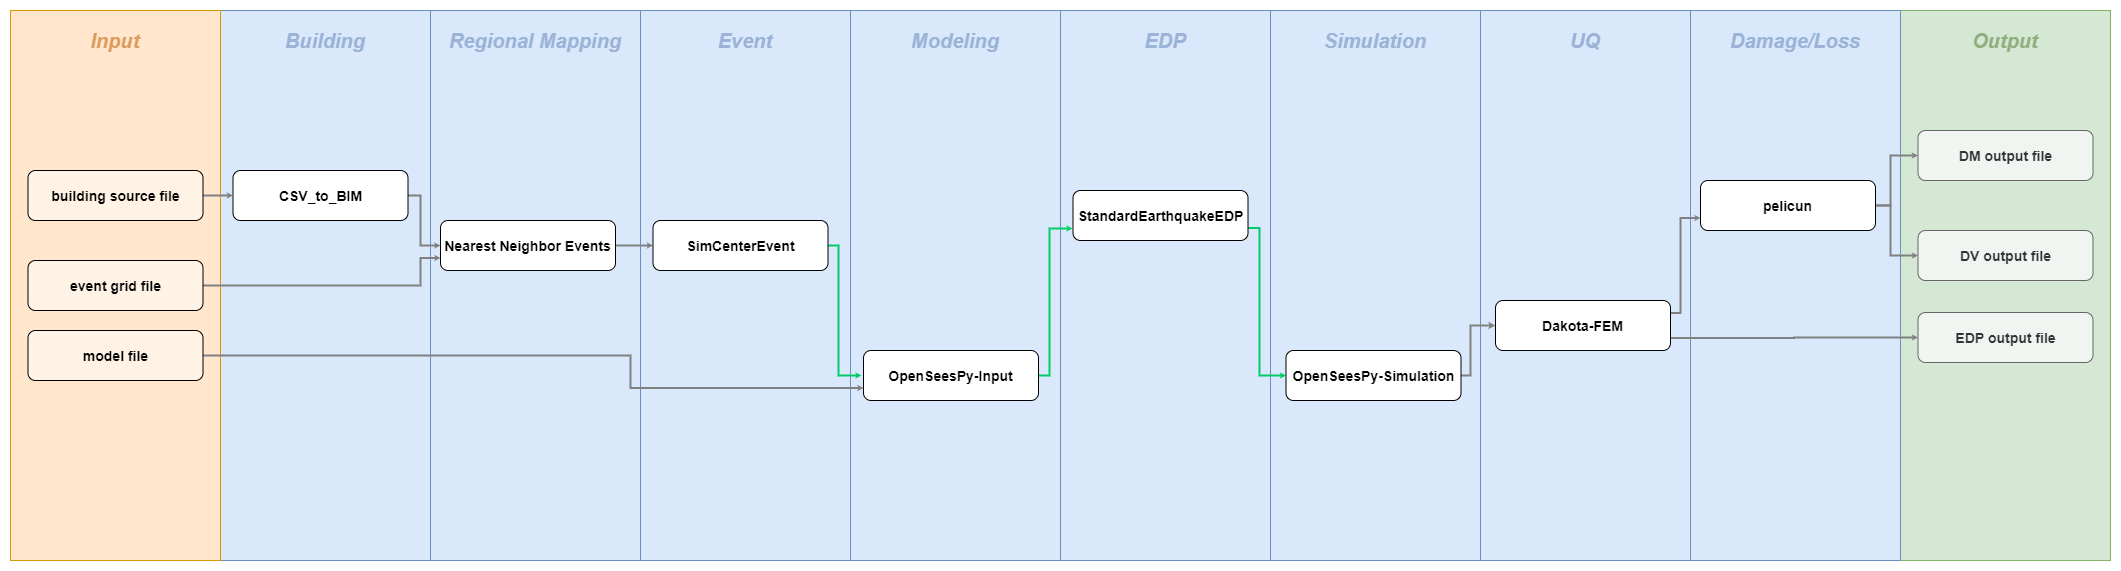 Input
Building
Regional Mapping
Event
Modeling
EDP
Simulation
UQ
Damage/Loss
Output
building source file
event grid file
model file
CSV_to_BIM
Nearest Neighbor Events
SimCenterEvent
OpenSeesPy-Input
StandardEarthquakeEDP
OpenSeesPy-Simulation
Dakota-FEM
pelicun
DM output file
DV output file
EDP output file